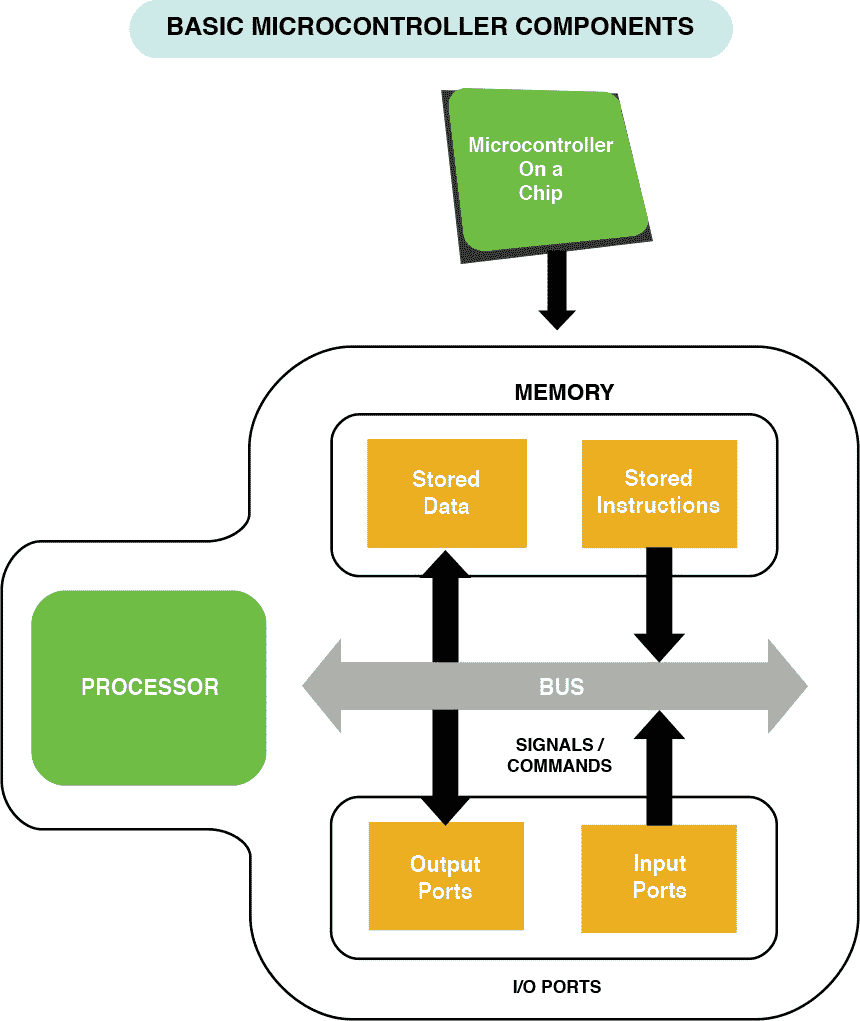 BASIC MICROCONTROLLER COMPONENTS
Microcontroller
On a
Chip
MEMORY
Stored
Data
Stored
Instructions
PROCESSOR
BUS
SIGNALS /
COMMANDS
Output
Ports
Input
Ports
I/O PORTS